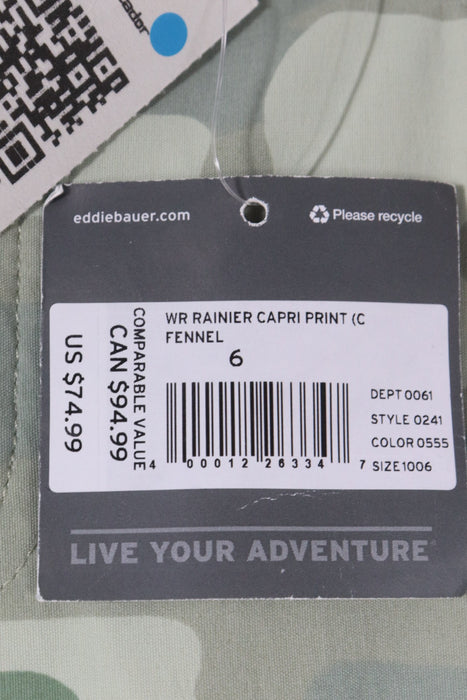 cador
eddiebauer.com
Please recycle
WR RAINIER CAPRI PRINT (C
FENNEL
6
COMPARABLE VALUE
CAN $94.99
US $74.99
DEPT 0061
STYLE 0241
COLOR 0555
SIZE 1006
4 00012 26334 7
LIVE YOUR ADVENTURE